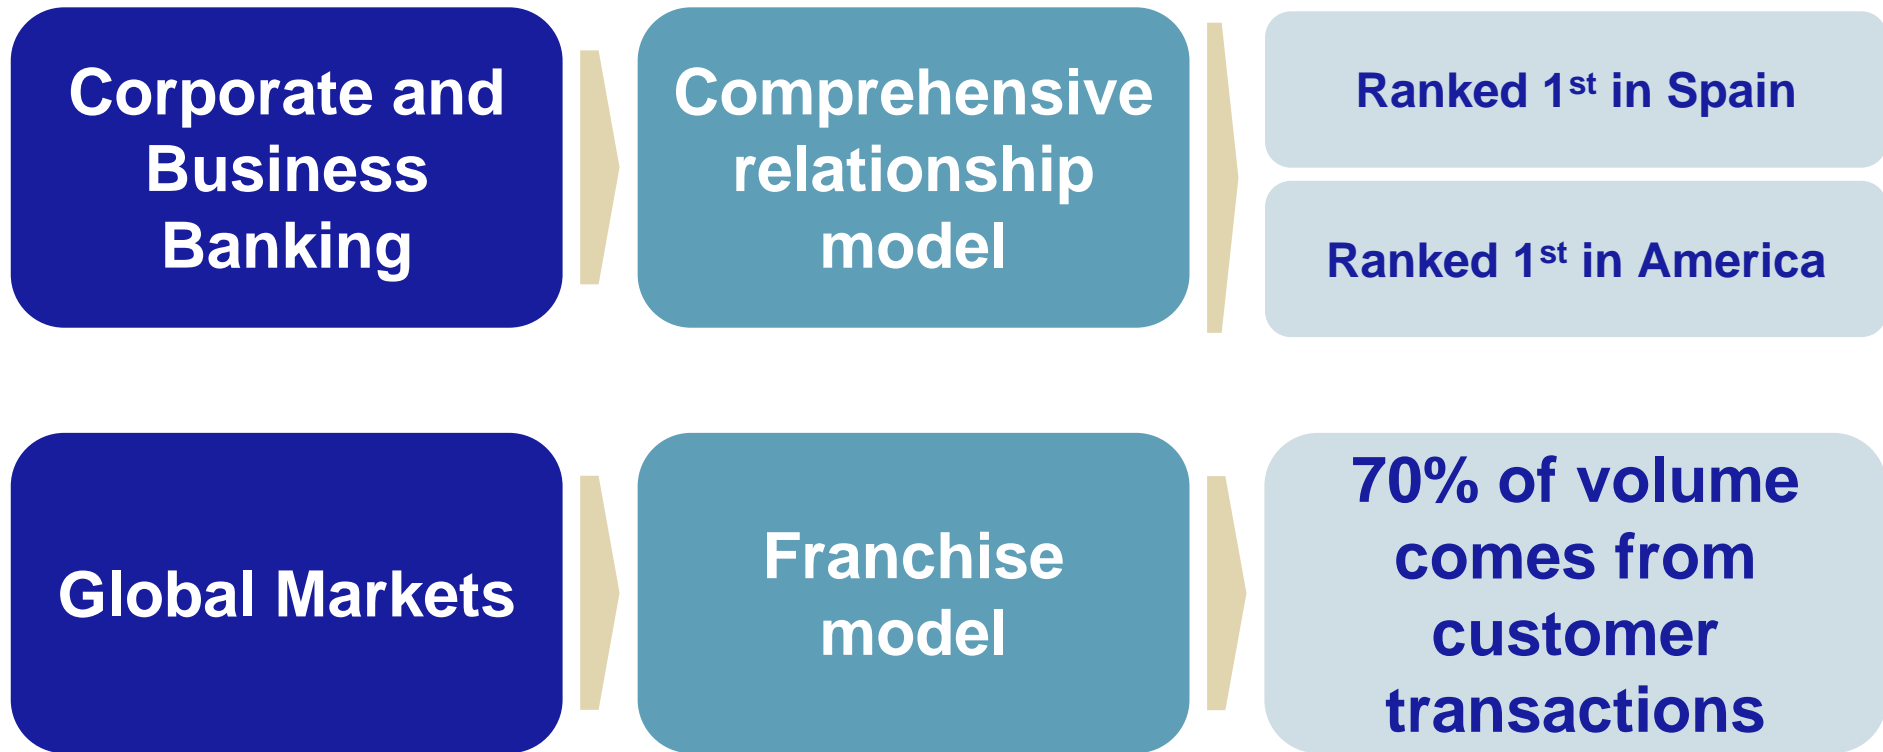 Corporate and
Business
Banking
Comprehensive
relationship
model
Ranked 1st in Spain
Ranked 1st in America
Global Markets
Franchise
model
70% of volume
comes from
customer
transactions